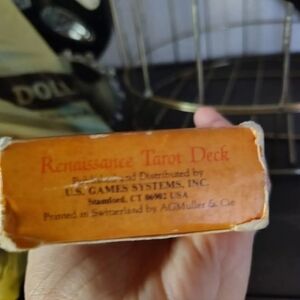 DOLL
Renaissance Tarot Deck
Published and Distributed by
U.S. GAMES SYSTEMS, INC.
Stamford, CT 06902 USA
Printed in Switzerland by AGMuller & Cie